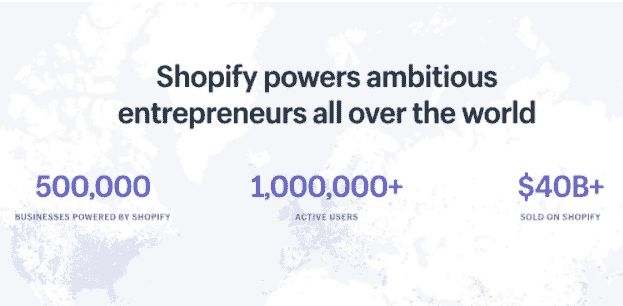 Shopify powers ambitious
entrepreneurs all over the world
500,000
BUSINESSES POWERED BY SHOPIFY
1,000,000+
ACTIVE USERS
$40B+
SOLD ON SHOPIFY